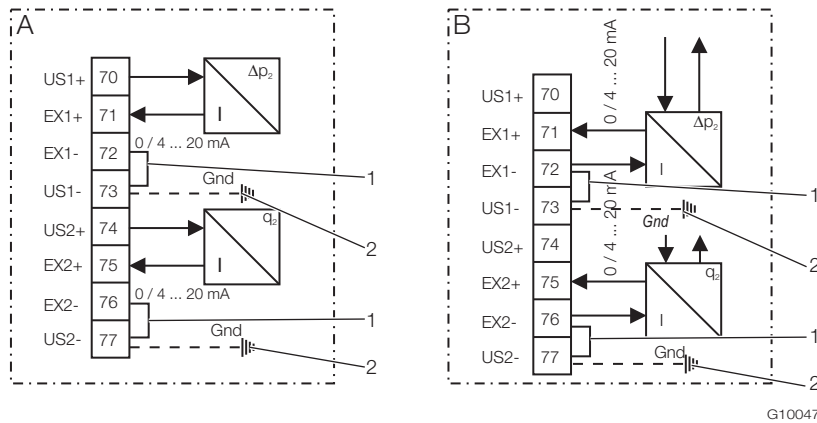 A
US1+ 70 Δp₂
EX1+ 71 I
0 / 4 ... 20 mA
EX1- 72
1
Gnd
US1- 73
2
US2+ 74 q₂
EX2+ 75 I
0 / 4 ... 20 mA
EX2- 76
1
Gnd
US2- 77
2
B
0 / 4 ... 20 mA
US1+ 70
EX1+ 71 Δp₂
EX1- 72 I
1
US1- 73
Gnd
2
0 / 4 ... 20 mA
US2+ 74
EX2+ 75 q₂
EX2- 76 I
1
US2- 77
Gnd
2
G10047